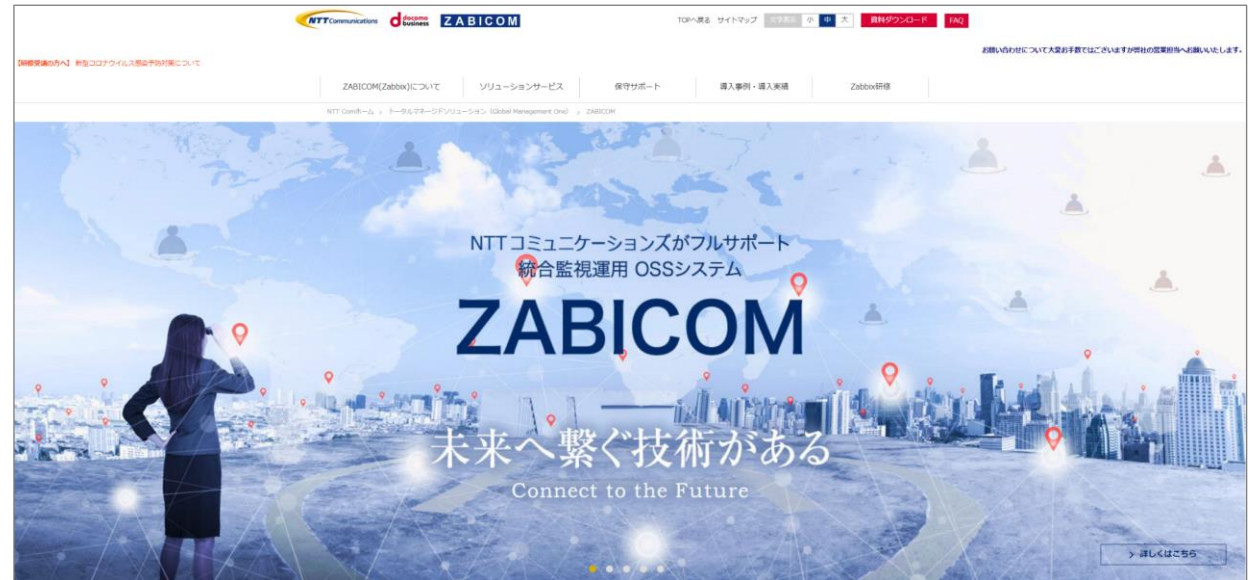 NTT Communications docomo business ZABICOM
TOPへ戻る サイトマップ 文字表示 小 中 大 資料ダウンロード FAQ
お問い合わせについて大変お手数ではございますが弊社の営業担当へお願いいたします。
【研修受講の方へ】 新型コロナウイルス感染予防対策について
ZABICOM(Zabbix)について ソリューションサービス 保守サポート 導入事例・導入実績 Zabbix研修
NTT Comホーム > トータルマネージドソリューション（Global Management One） > ZABICOM
NTTコミュニケーションズがフルサポート
統合監視運用 OSSシステム
ZABICOM
未来へ繋ぐ技術がある
Connect to the Future
> 詳しくはこちら